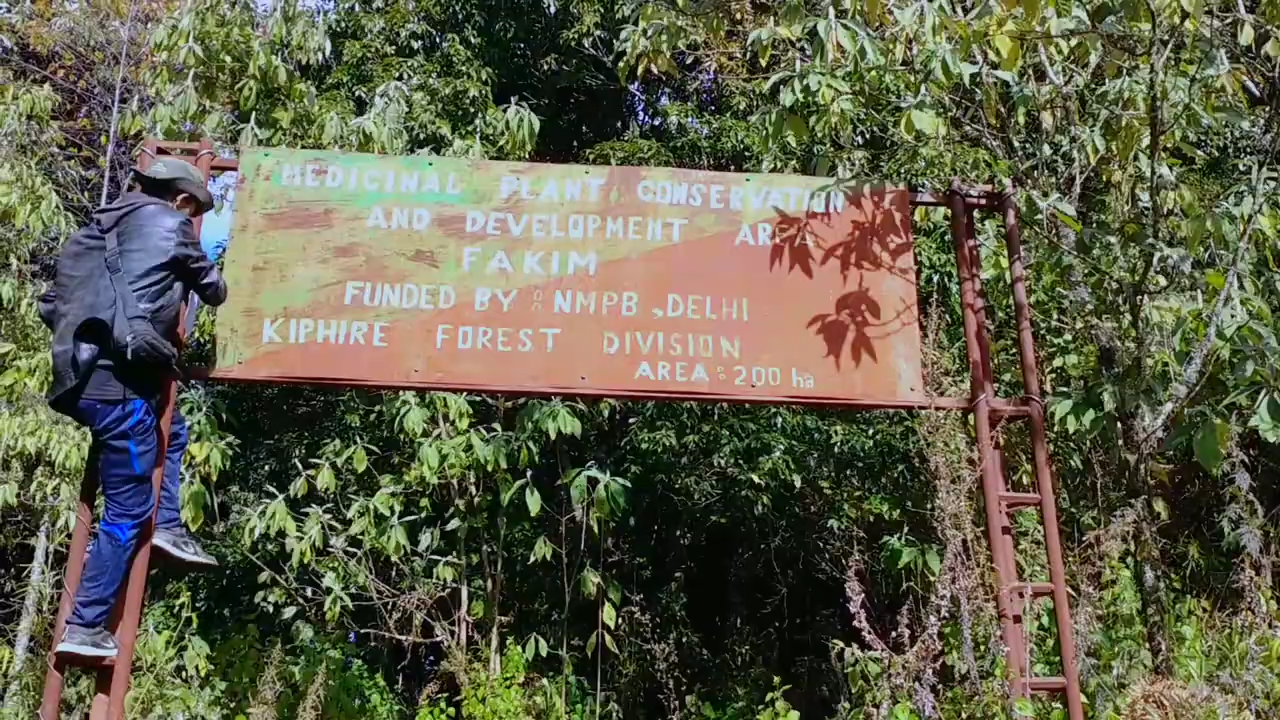 MEDICINAL PLANT CONSERVATION
AND DEVELOPMENT AREA
FAKIM
FUNDED BY : NMPB , DELHI
KIPHIRE FOREST DIVISION
AREA : 200 ha